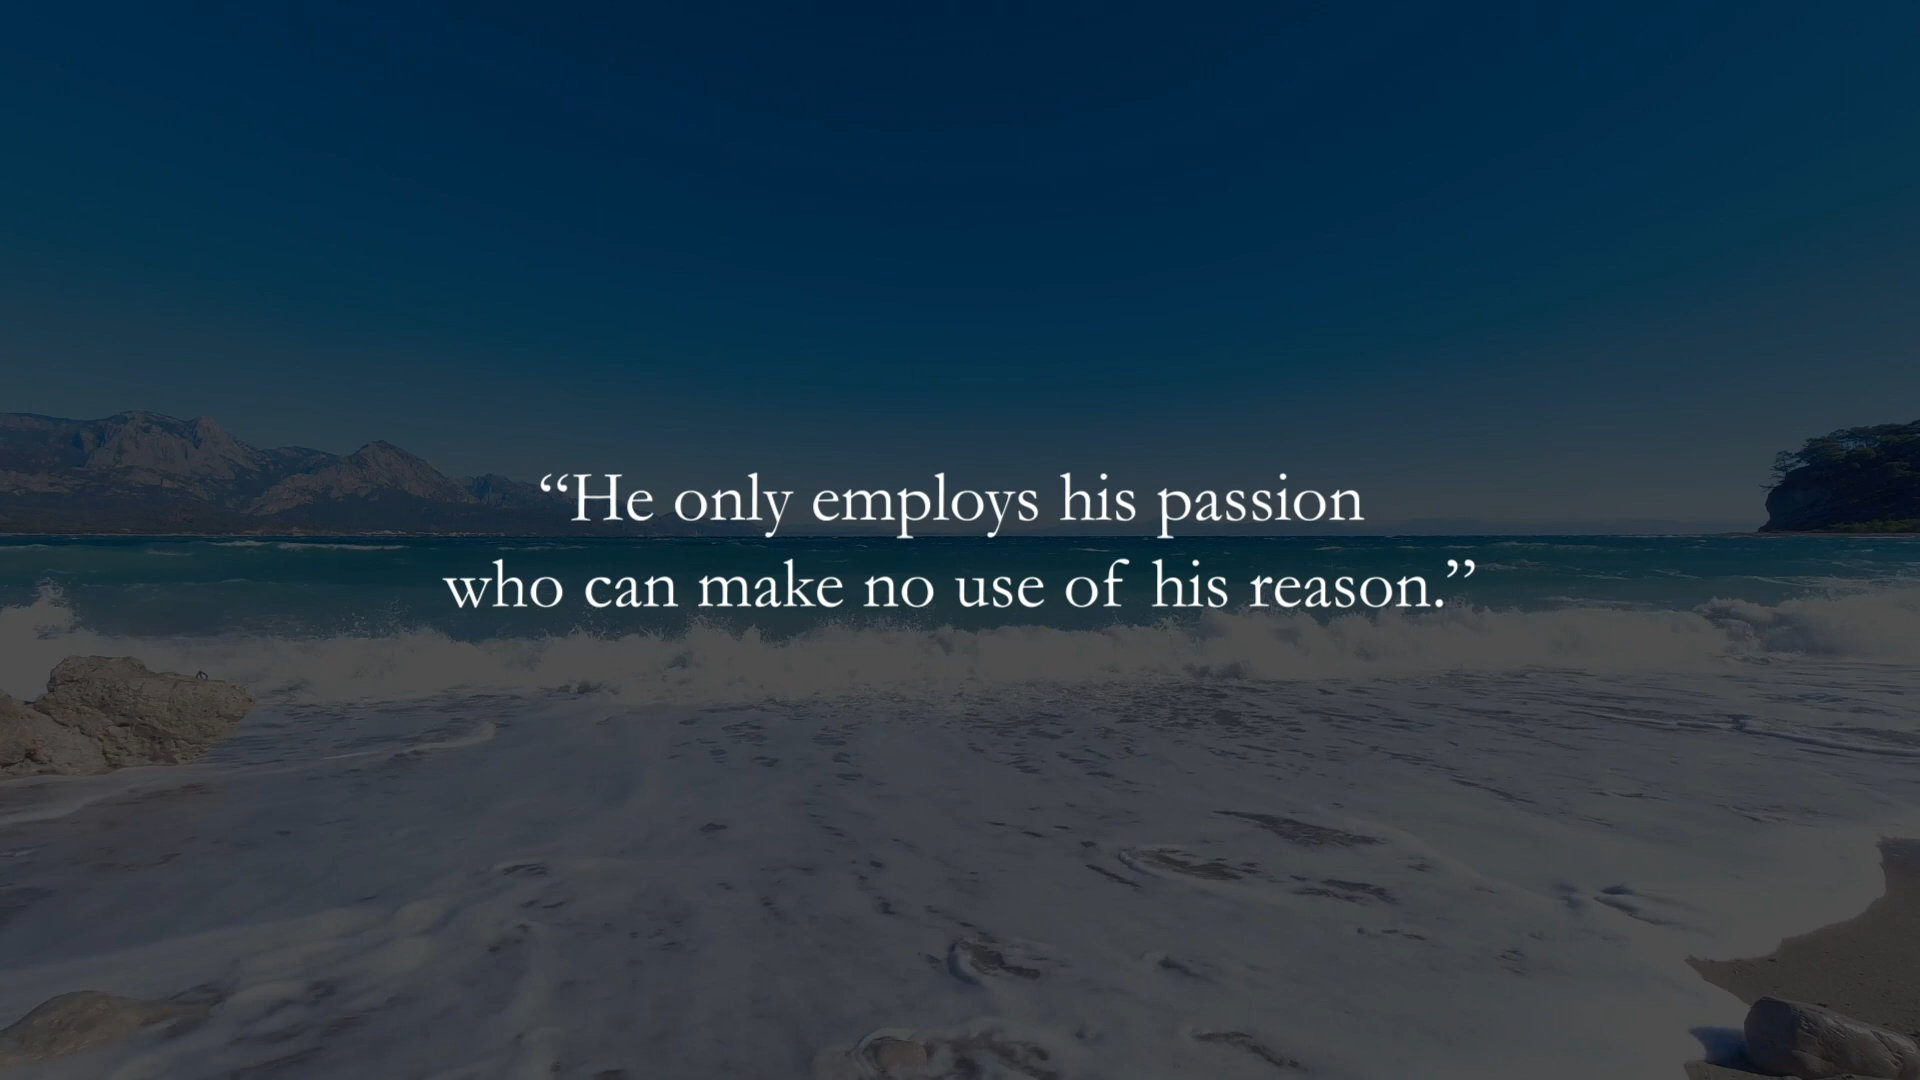 “He only employs his passion
who can make no use of his reason.”